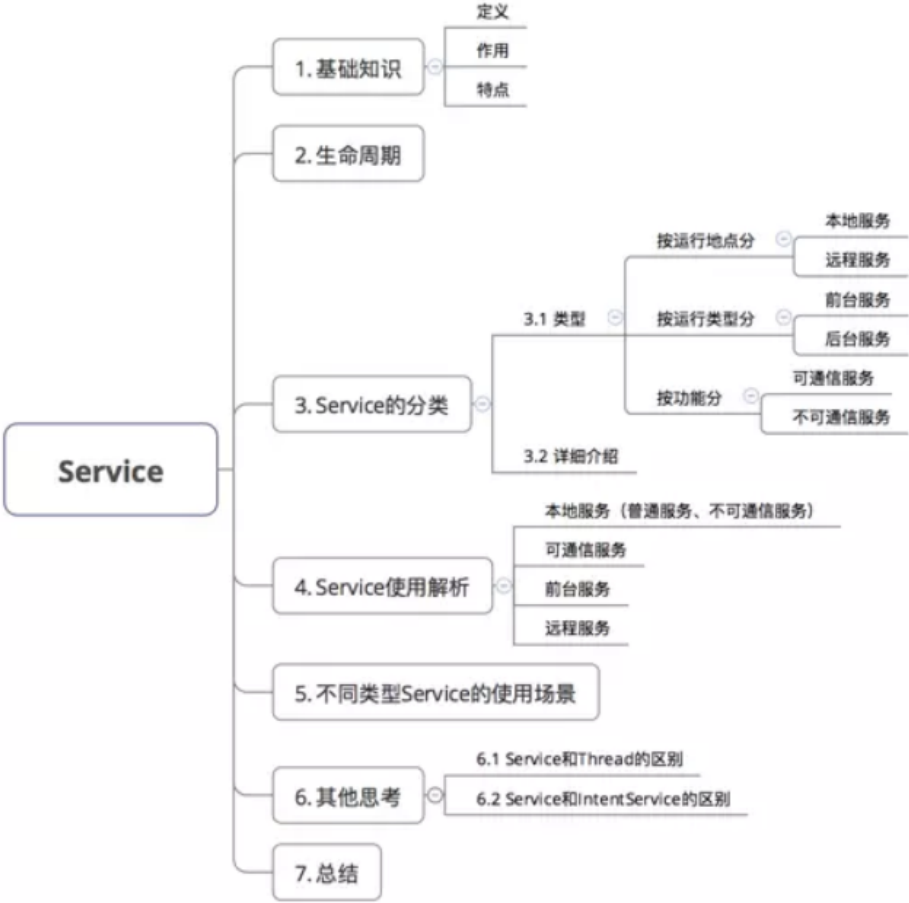 Service
1. 基础知识
定义
作用
特点
2. 生命周期
3. Service的分类
3.1 类型
按运行地点分
本地服务
远程服务
按运行类型分
前台服务
后台服务
按功能分
可通信服务
不可通信服务
3.2 详细介绍
4. Service使用解析
本地服务（普通服务、不可通信服务）
可通信服务
前台服务
远程服务
5. 不同类型Service的使用场景
6. 其他思考
6.1 Service和Thread的区别
6.2 Service和IntentService的区别
7. 总结